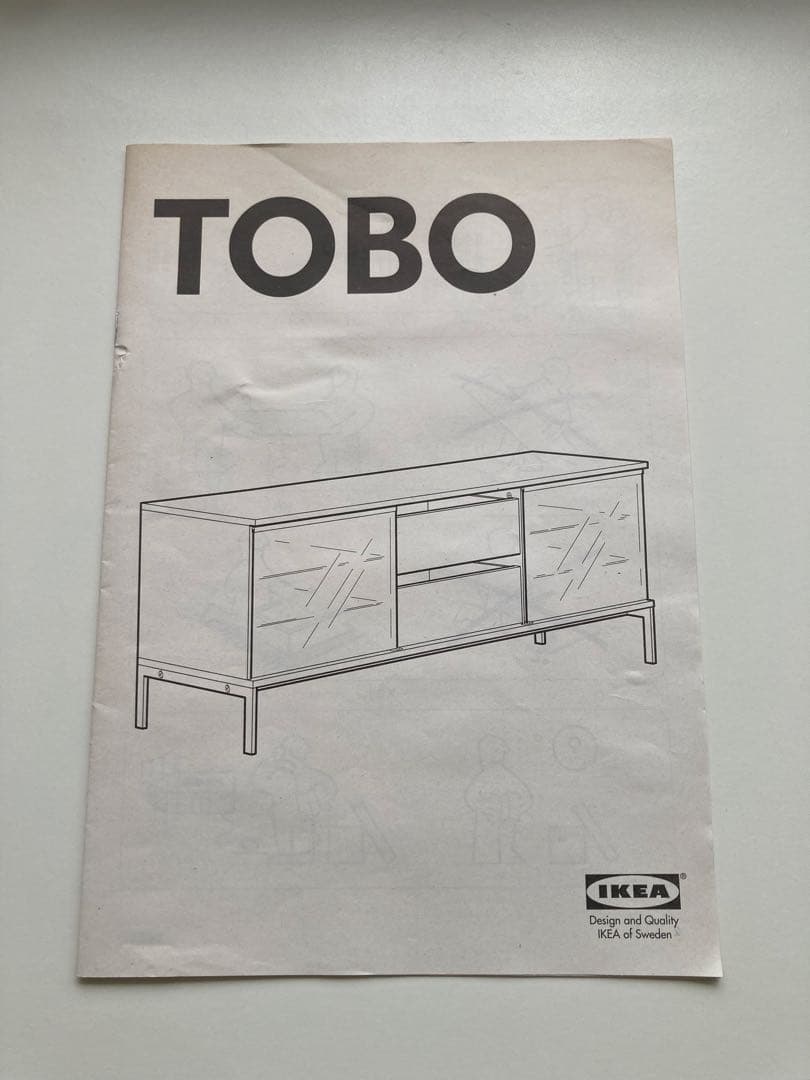 TOBO
IKEA®
Design and Quality
IKEA of Sweden